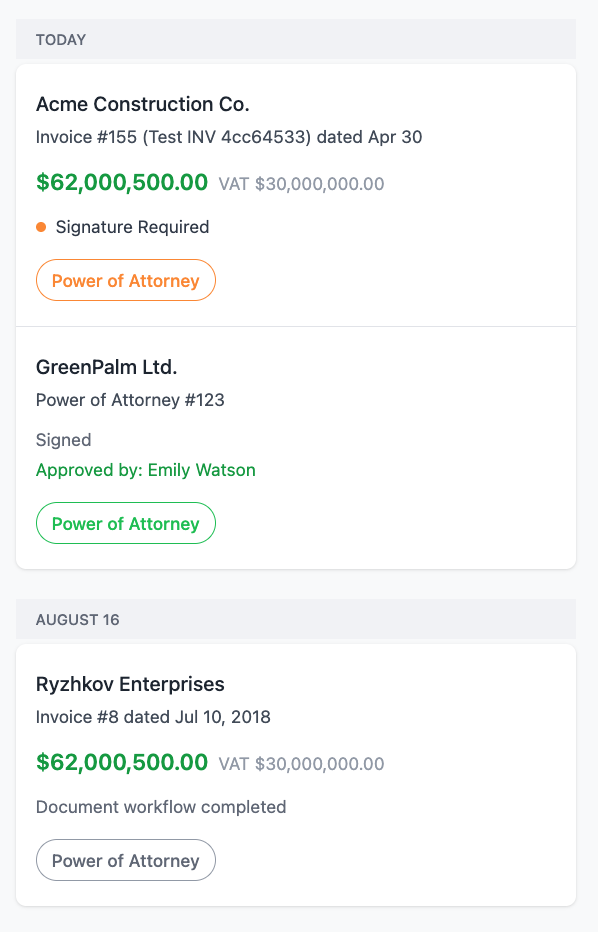 TODAY
Acme Construction Co.
Invoice #155 (Test INV 4cc64533) dated Apr 30
$62,000,500.00 VAT $30,000,000.00
Signature Required
Power of Attorney
GreenPalm Ltd.
Power of Attorney #123
Signed
Approved by: Emily Watson
Power of Attorney
AUGUST 16
Ryzhkov Enterprises
Invoice #8 dated Jul 10, 2018
$62,000,500.00 VAT $30,000,000.00
Document workflow completed
Power of Attorney